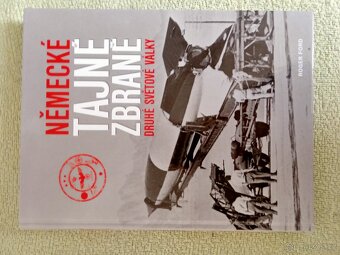 NĚMECKÉ
TAJNÉ
ZBRANĚ
DRUHÉ SVĚTOVÉ VÁLKY
ROGER FORD